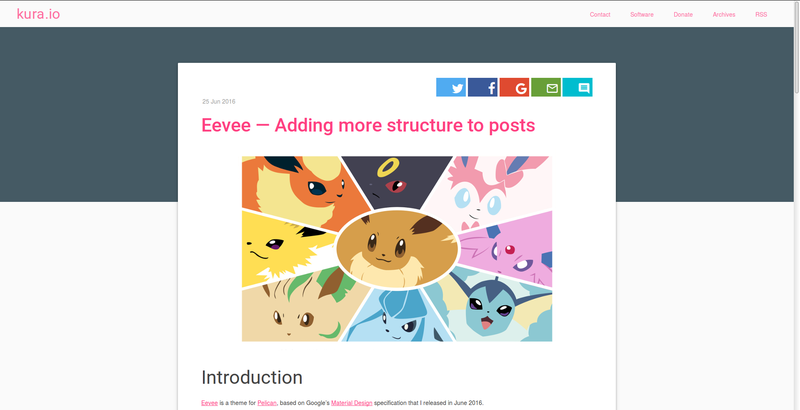 kura.io
Contact Software Donate Archives RSS
25 Jun 2016
Eevee — Adding more structure to posts
Introduction
Eevee is a theme for Pelican, based on Google's Material Design specification that I released in June 2016.